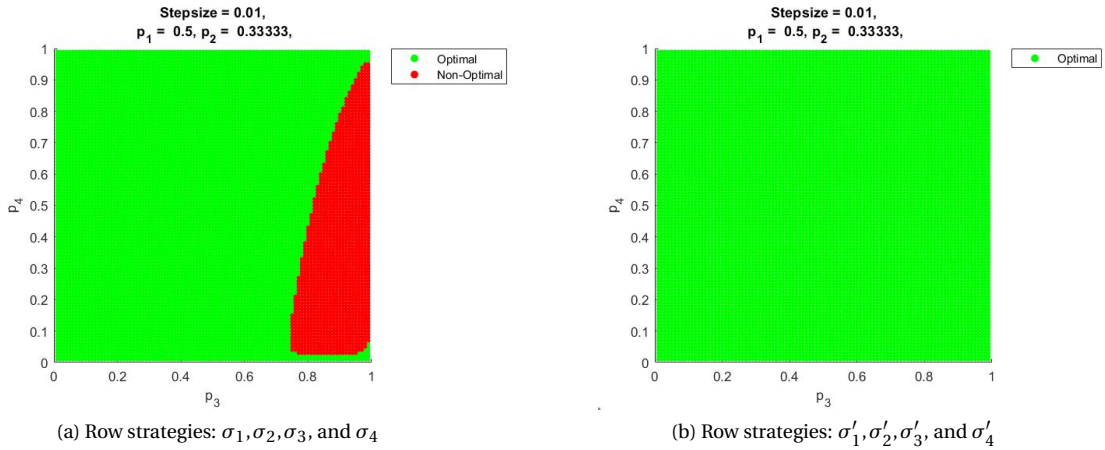 Stepsize = 0.01,
p1 = 0.5, p2 = 0.33333,
1
0.9
0.8
0.7
0.6
0.5
0.4
0.3
0.2
0.1
0
p4
0
0.2
0.4
0.6
0.8
1
p3
Optimal
Non-Optimal
(a) Row strategies: σ1, σ2, σ3, and σ4
Stepsize = 0.01,
p1 = 0.5, p2 = 0.33333,
1
0.9
0.8
0.7
0.6
0.5
0.4
0.3
0.2
0.1
0
p4
0
0.2
0.4
0.6
0.8
1
p3
Optimal
(b) Row strategies: σ′1, σ′2, σ′3, and σ′4